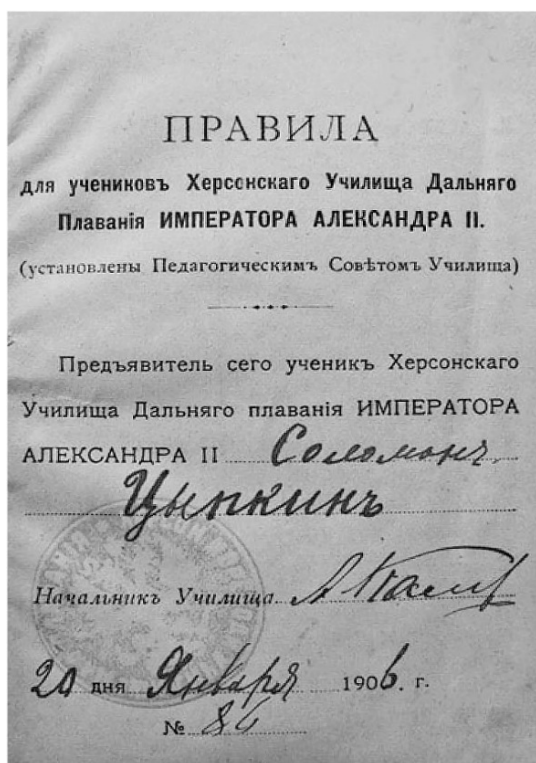 ПРАВИЛА
для учениковъ Херсонскаго Училища Дальняго
Плаванія ИМПЕРАТОРА АЛЕКСАНДРА II.
(установлены Педагогическимъ Совѣтомъ Училища)
Предъявитель сего ученикъ Херсонскаго
Училища Дальняго плаванія ИМПЕРАТОРА
АЛЕКСАНДРА II Соломонъ
Цыпкинъ
Начальникъ Училища
20 дня Января 1906. г.
№ 84